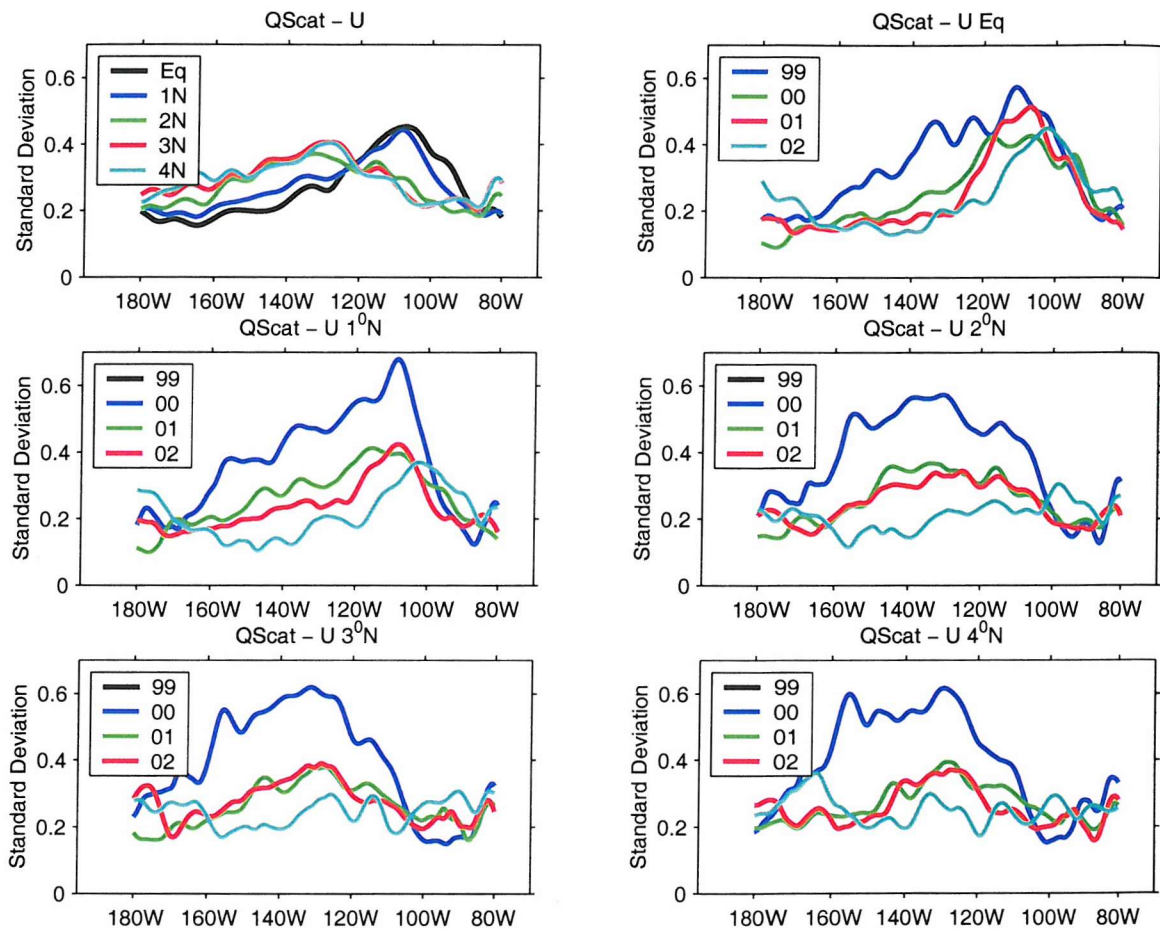 QScat – U
Standard Deviation
0.6
0.4
0.2
0
Eq
1N
2N
3N
4N
180W 160W 140W 120W 100W 80W
QScat – U Eq
Standard Deviation
0.6
0.4
0.2
0
99
00
01
02
180W 160W 140W 120W 100W 80W
QScat – U 1⁰N
Standard Deviation
0.6
0.4
0.2
0
99
00
01
02
180W 160W 140W 120W 100W 80W
QScat – U 2⁰N
Standard Deviation
0.6
0.4
0.2
0
99
00
01
02
180W 160W 140W 120W 100W 80W
QScat – U 3⁰N
Standard Deviation
0.6
0.4
0.2
0
99
00
01
02
180W 160W 140W 120W 100W 80W
QScat – U 4⁰N
Standard Deviation
0.6
0.4
0.2
0
99
00
01
02
180W 160W 140W 120W 100W 80W